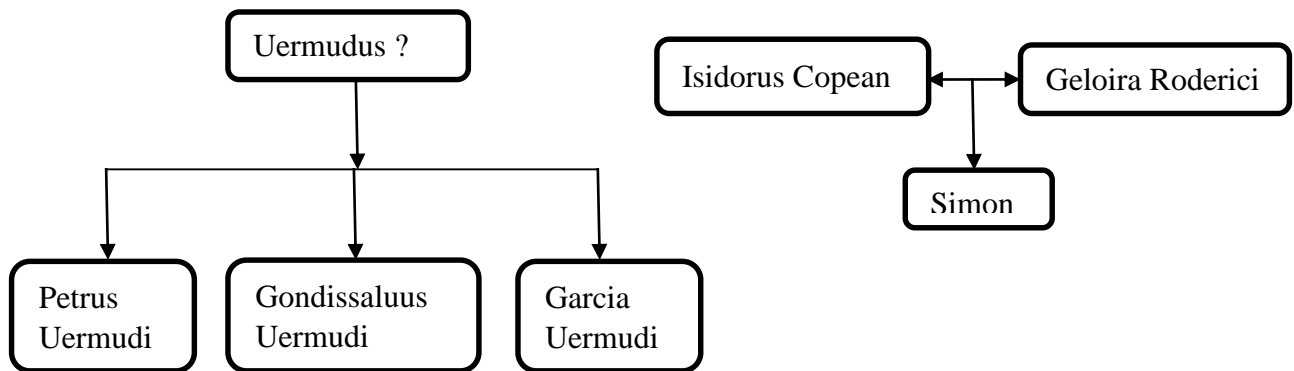 Uermudus ?
Isidorus Copean
Geloira Roderici
Simon
Petrus
Uermudi
Gondissaluus
Uermudi
Garcia
Uermudi